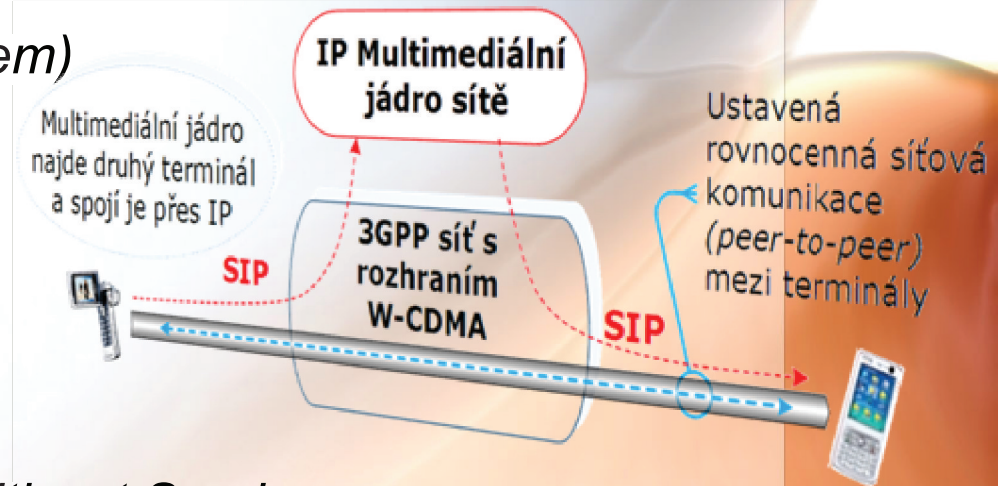 em)
IP Multimediální
jádro sítě
Multimediální jádro
najde druhý terminál
a spojí je přes IP
Ustavená
rovnocenná síťová
komunikace
(peer-to-peer)
mezi terminály
3GPP síť s
rozhraním
W-CDMA
SIP
SIP